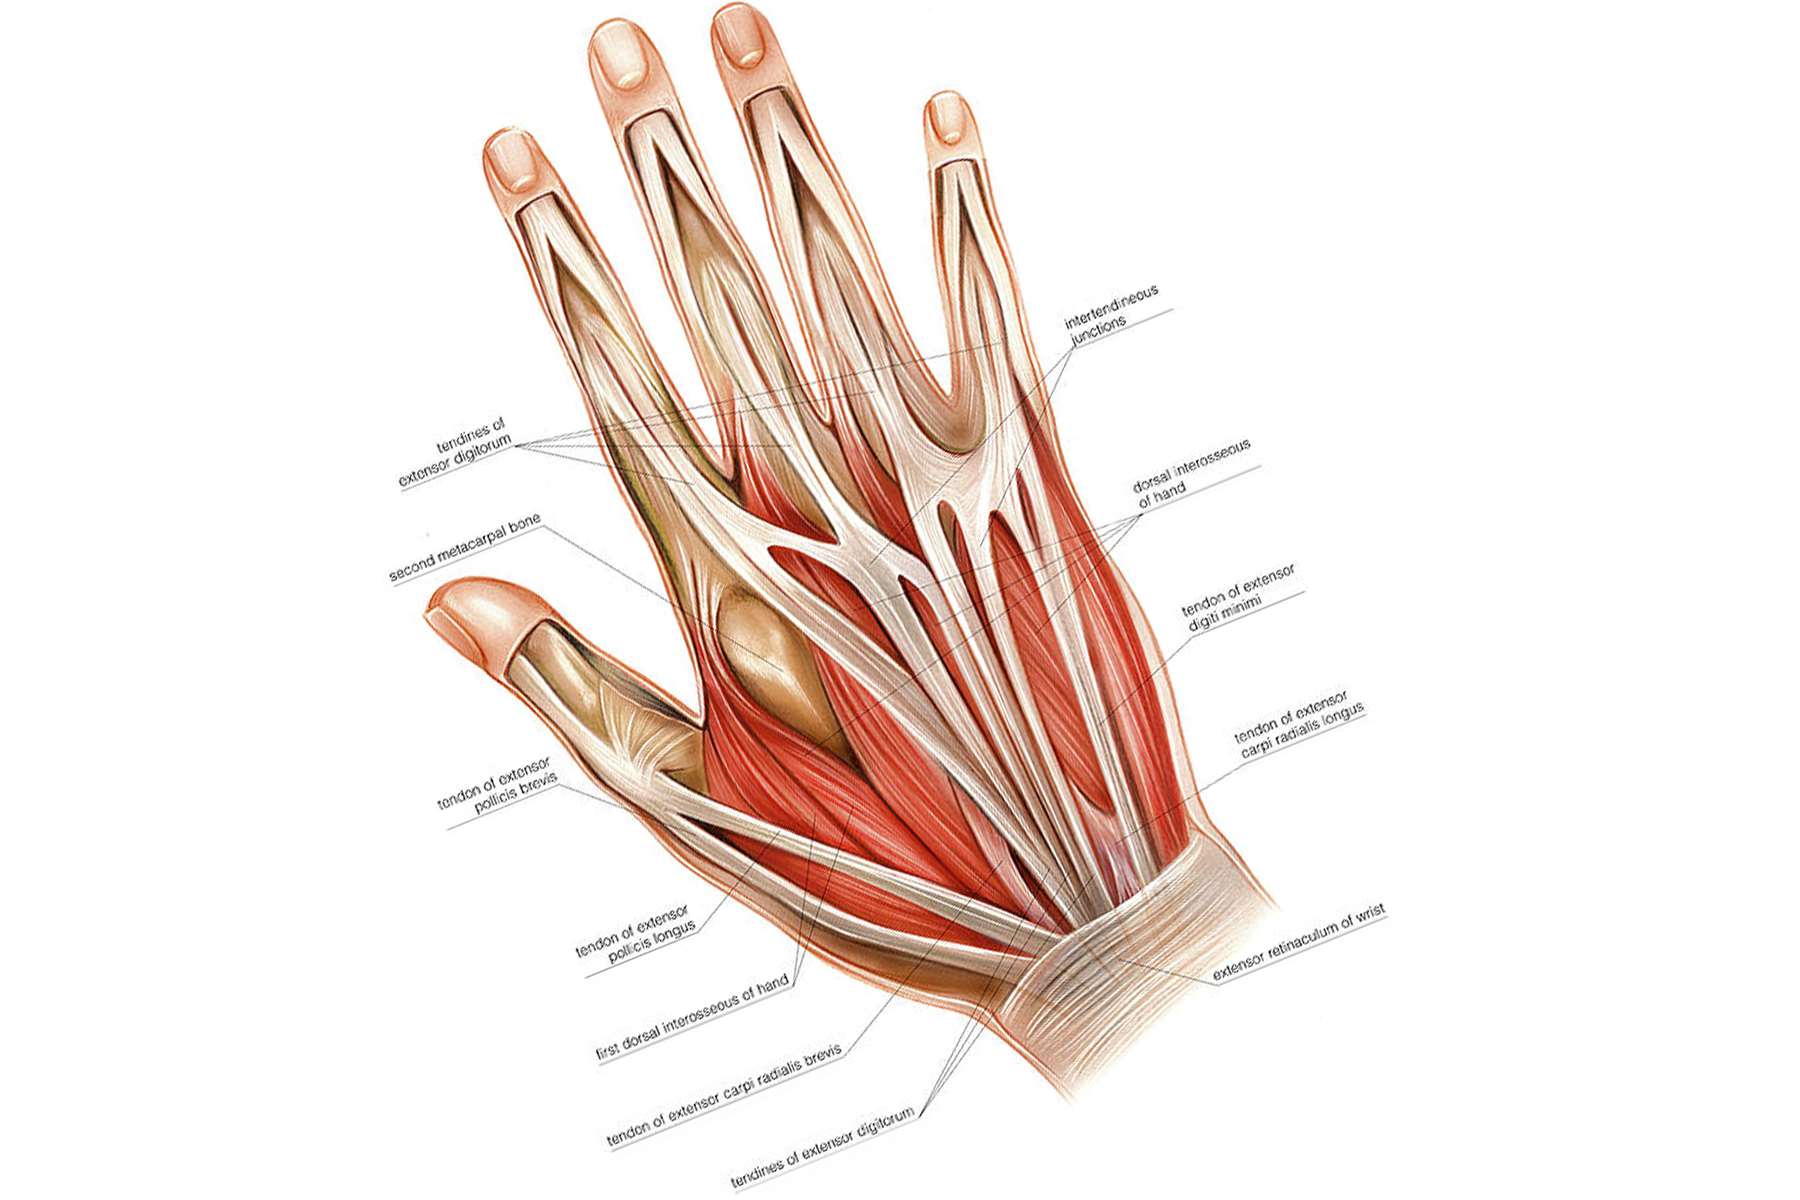 intertendineous
junctions
tendines of
extensor digitorum
dorsal interosseous
of hand
second metacarpal bone
tendon of extensor
digiti minimi
tendon of extensor
carpi radialis longus
tendon of extensor
pollicis brevis
tendon of extensor
pollicis longus
extensor retinaculum of wrist
first dorsal interosseous of hand
tendon of extensor carpi radialis brevis
tendines of extensor digitorum